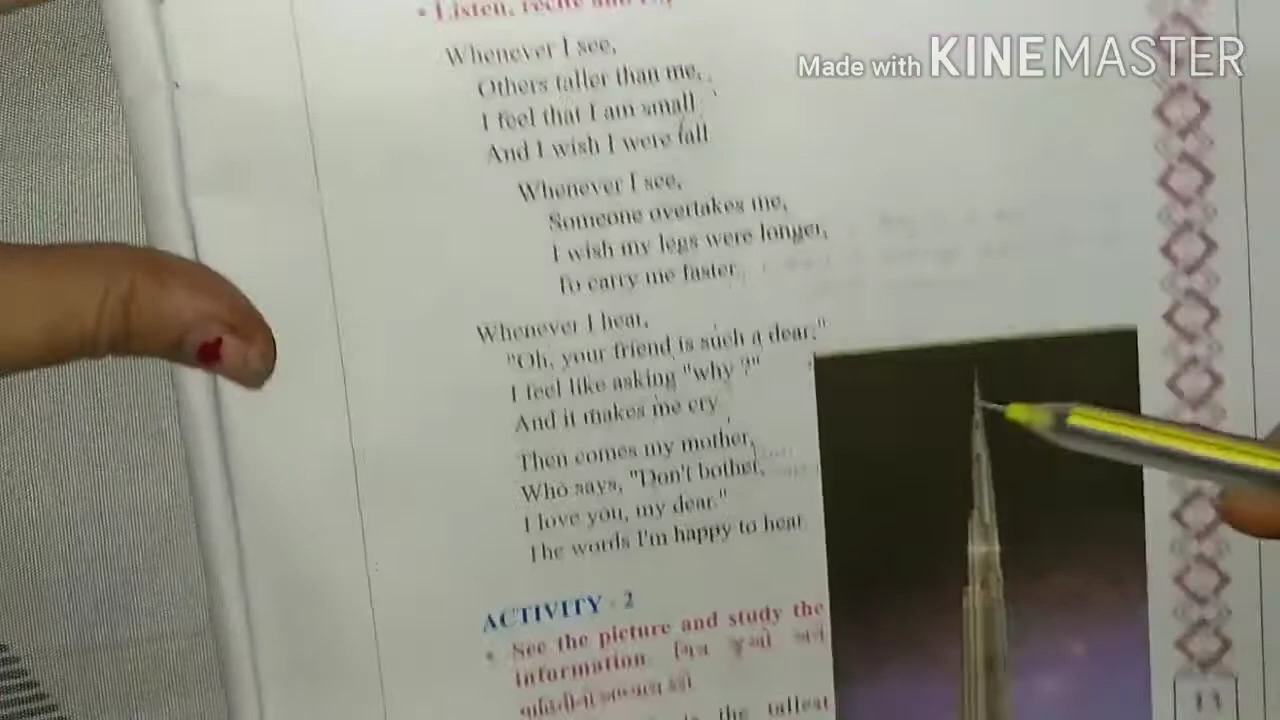 Made with KINEMASTER
• Listen, recite and
Whenever I see,
Others taller than me,
I feel that I am small
And I wish I were tall
Whenever I see,
Someone overtakes me,
I wish my legs were longer,
To carry me faster,
Whenever I hear,
"Oh, your friend is such a dear,"
I feel like asking "why ?"
And it makes me cry
Then comes my mother,
Who says, "Don't bother,
I love you, my dear."
The words I'm happy to hear
ACTIVITY - 2
• See the picture and study the
information
the tallest
13